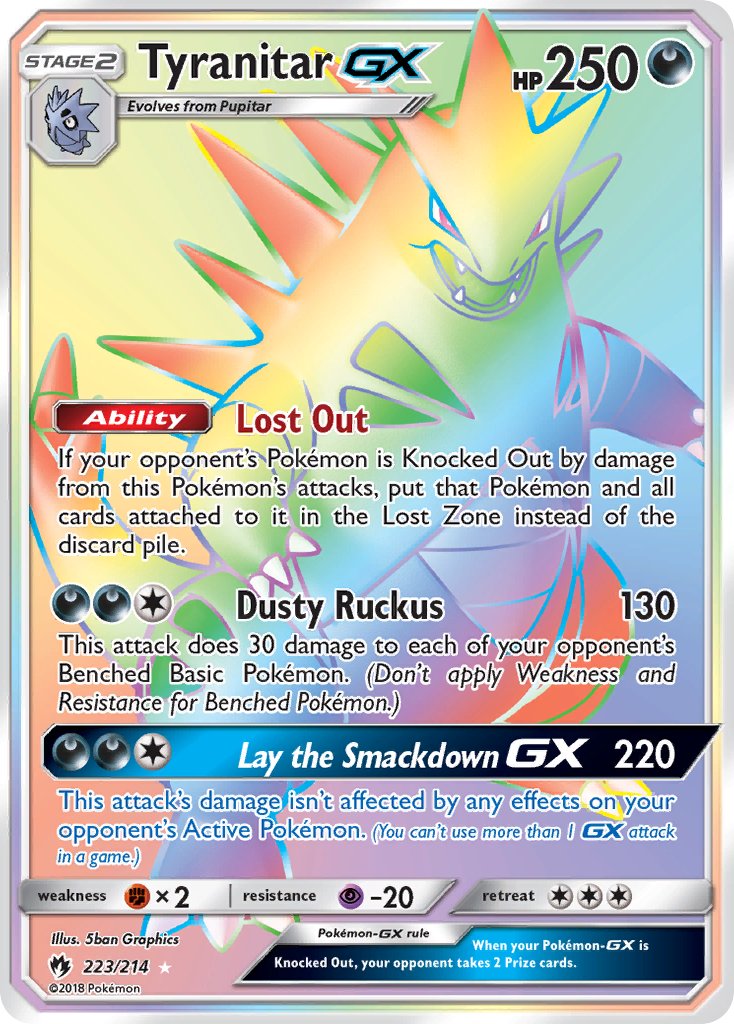 STAGE2
Tyranitar GX
HP 250
Evolves from Pupitar
Ability Lost Out
If your opponent's Pokémon is Knocked Out by damage
from this Pokémon's attacks, put that Pokémon and all
cards attached to it in the Lost Zone instead of the
discard pile.
Dusty Ruckus 130
This attack does 30 damage to each of your opponent's
Benched Basic Pokémon. (Don't apply Weakness and
Resistance for Benched Pokémon.)
Lay the Smackdown GX 220
This attack's damage isn't affected by any effects on your
opponent's Active Pokémon. (You can't use more than 1 GX attack
in a game.)
weakness ×2 resistance -20 retreat
Illus. 5ban Graphics
223/214
©2018 Pokémon
Pokémon-GX rule
When your Pokémon-GX is
Knocked Out, your opponent takes 2 Prize cards.